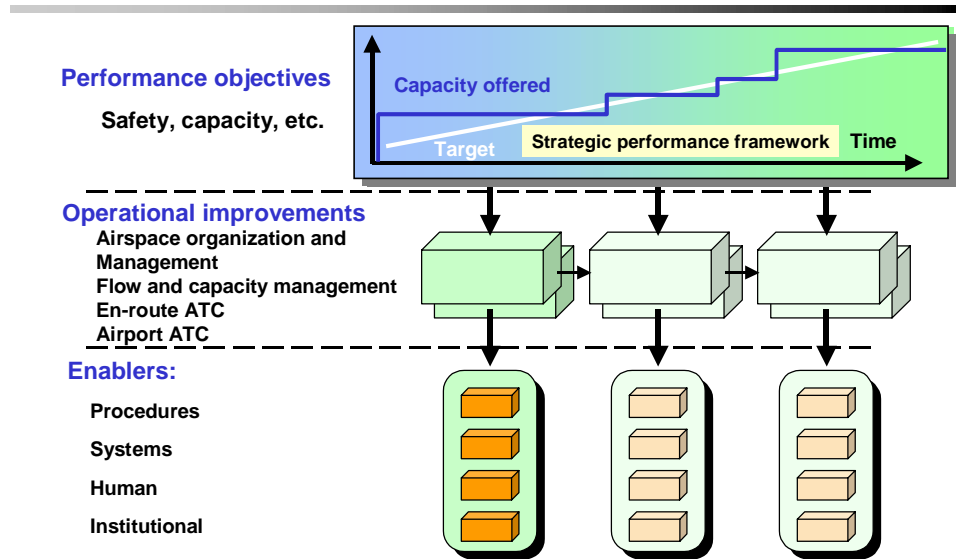 Performance objectives
Safety, capacity, etc.
Capacity offered
Target
Strategic performance framework
Time
Operational improvements
Airspace organization and
Management
Flow and capacity management
En-route ATC
Airport ATC
Enablers:
Procedures
Systems
Human
Institutional